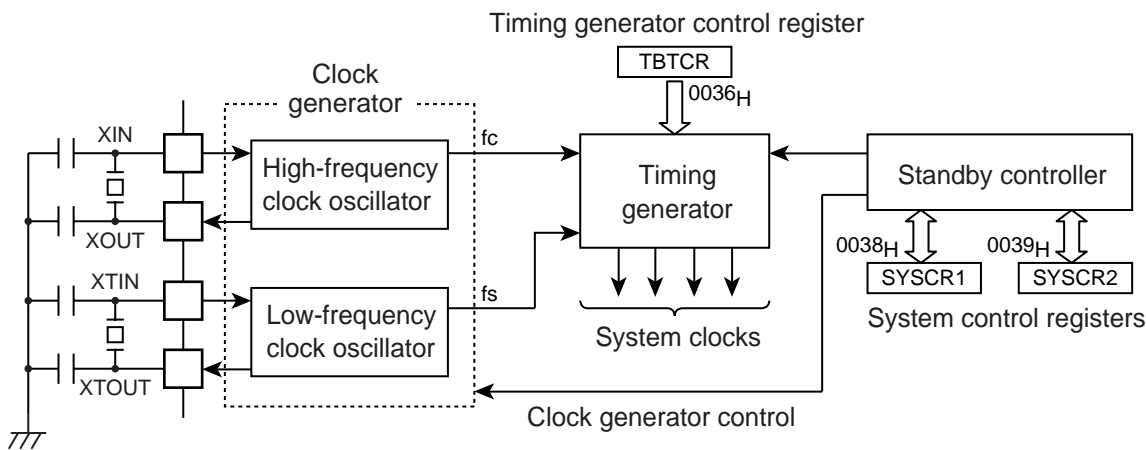 Timing generator control register
TBTCR
0036H
Clock
generator
XIN
XOUT
High-frequency
clock oscillator
fc
Timing
generator
Standby controller
0038H
0039H
SYSCR1
SYSCR2
System control registers
XTIN
XTOUT
Low-frequency
clock oscillator
fs
System clocks
Clock generator control